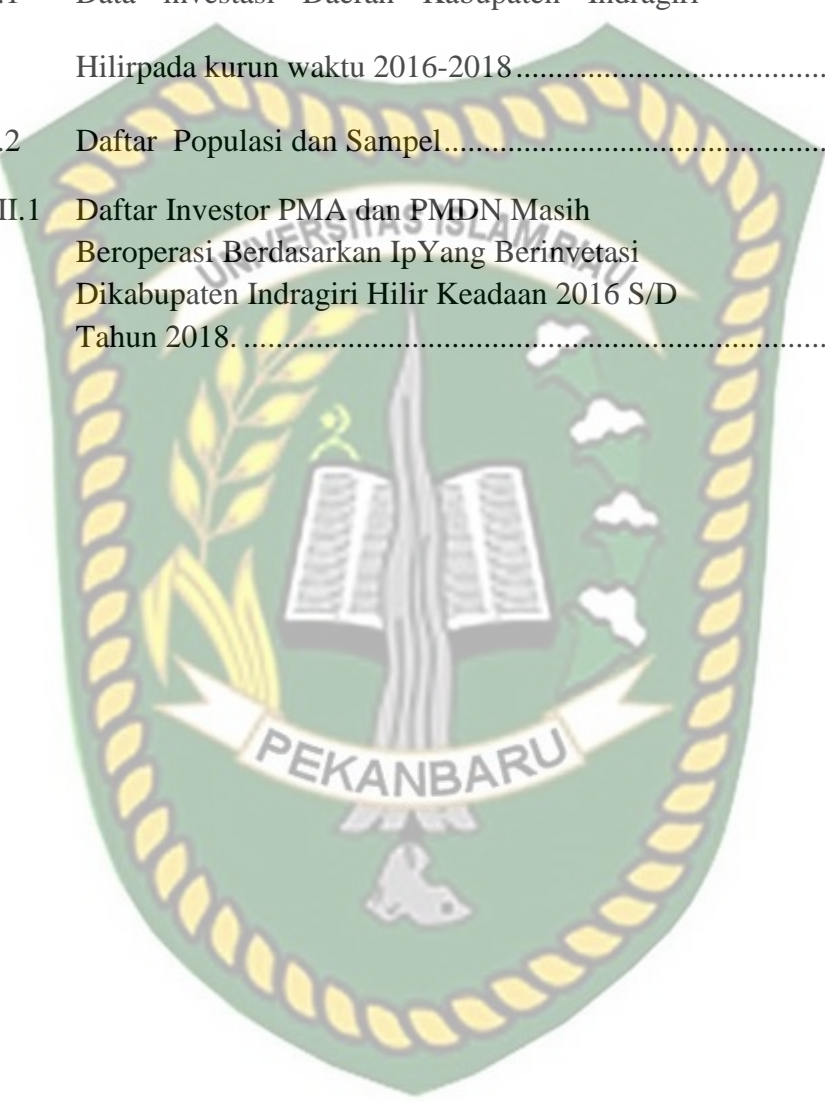 .1 Data investasi Daerah Kabupaten Indragiri
Hilirpada kurun waktu 2016-2018.......................................
.2 Daftar Populasi dan Sampel................................................
II.1 Daftar Investor PMA dan PMDN Masih
Beroperasi Berdasarkan IpYang Berinvetasi
Dikabupaten Indragiri Hilir Keadaan 2016 S/D
Tahun 2018. .........................................................................
UNIVERSITAS ISLAM RIAU
PEKANBARU